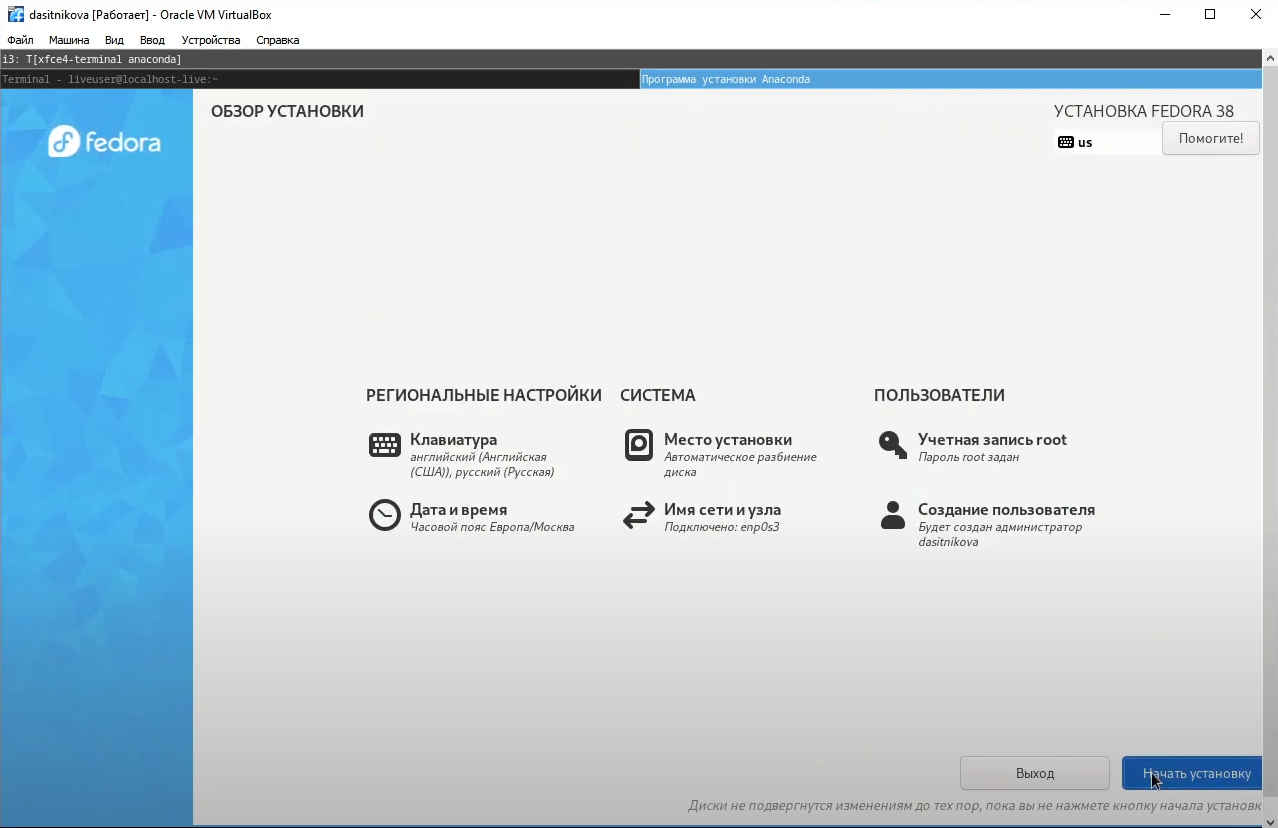 dasitnikova [Работает] - Oracle VM VirtualBox
Файл Машина Вид Ввод Устройства Справка
i3: T[xfce4-terminal anaconda]
Terminal - liveuser@localhost-live:~
Программа установки Anaconda
fedora
ОБЗОР УСТАНОВКИ
УСТАНОВКА FEDORA 38
us
Помогите!
РЕГИОНАЛЬНЫЕ НАСТРОЙКИ
Клавиатура
английский (Английская
(США)), русский (Русская)
Дата и время
Часовой пояс Европа/Москва
СИСТЕМА
Место установки
Автоматическое разбиение
диска
Имя сети и узла
Подключено: enp0s3
ПОЛЬЗОВАТЕЛИ
Учетная запись root
Пароль root задан
Создание пользователя
Будет создан администратор
dasitnikova
Выход
Начать установку
Диски не подвергнутся изменениям до тех пор, пока вы не нажмете кнопку начала установк